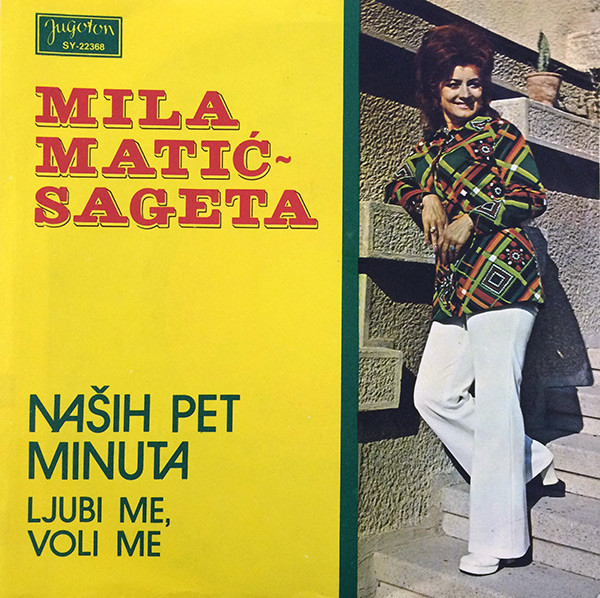 Jugoton
SY-22368
MILA
MATIĆ-
SAGETA
NAŠIH PET
MINUTA
LJUBI ME,
VOLI ME